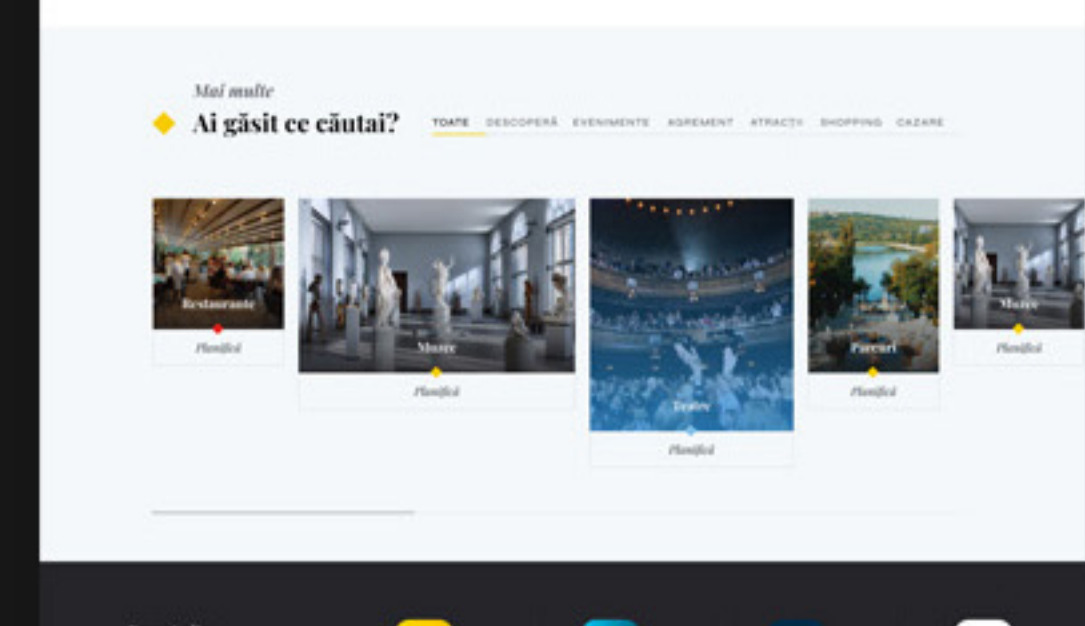 Mai multe
Ai găsit ce căutai?
TOATE DESCOPERĂ EVENIMENTE AGREMENT ATRACȚII SHOPPING CAZARE
Restaurante
Planifică
Muzee
Planifică
Teatre
Planifică
Parcuri
Planifică
Muzee
Planifică